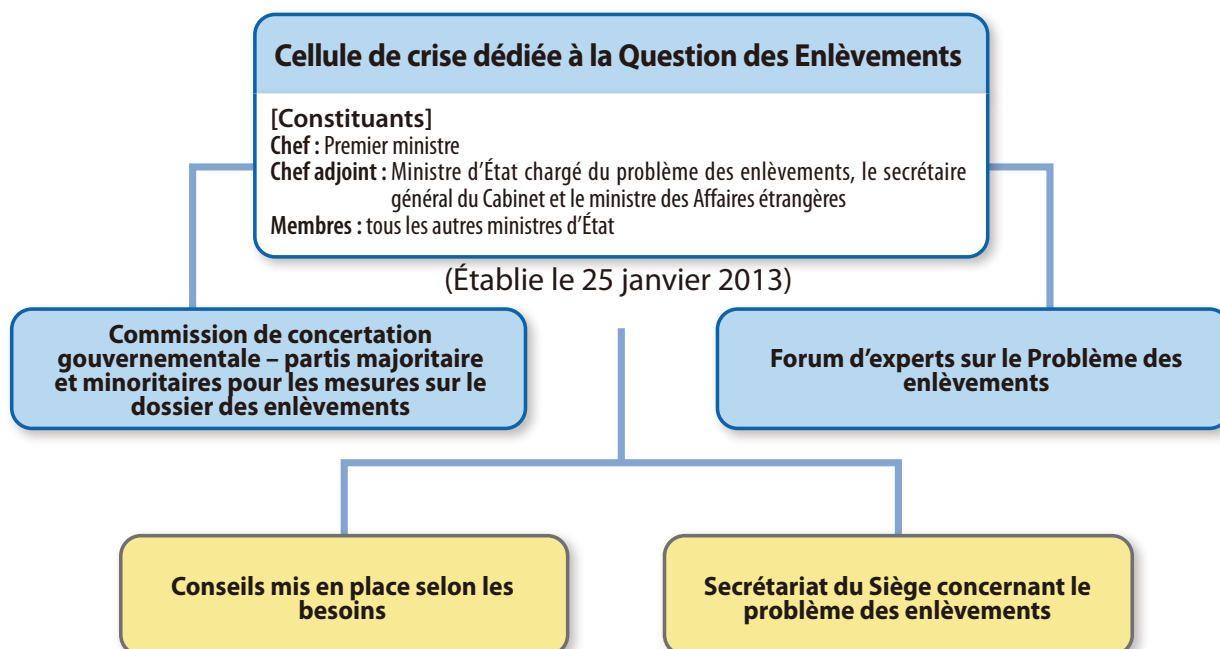 Cellule de crise dédiée à la Question des Enlèvements
[Constituants]
Chef : Premier ministre
Chef adjoint : Ministre d’État chargé du problème des enlèvements, le secrétaire
général du Cabinet et le ministre des Affaires étrangères
Membres : tous les autres ministres d’État
(Établie le 25 janvier 2013)
Commission de concertation
gouvernementale – partis majoritaire
et minoritaires pour les mesures sur le
dossier des enlèvements
Forum d’experts sur le Problème des
enlèvements
Conseils mis en place selon les
besoins
Secrétariat du Siège concernant le
problème des enlèvements